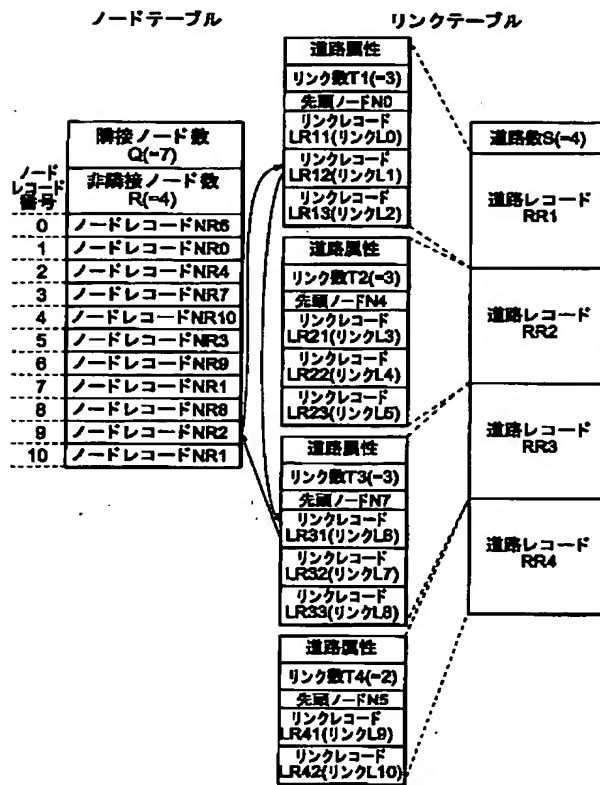 ノードテーブル
リンクテーブル
隣接ノード数
Q(=7)
非隣接ノード数
R(=4)
ノード
レコード
番号
0 ノードレコードNR6
1 ノードレコードNR0
2 ノードレコードNR4
3 ノードレコードNR7
4 ノードレコードNR10
5 ノードレコードNR3
6 ノードレコードNR9
7 ノードレコードNR1
8 ノードレコードNR8
9 ノードレコードNR2
10 ノードレコードNR1
道路属性
リンク数T1(=3)
先頭ノードN0
リンクレコード
LR11(リンクL0)
リンクレコード
LR12(リンクL1)
リンクレコード
LR13(リンクL2)
道路属性
リンク数T2(=3)
先頭ノードN4
リンクレコード
LR21(リンクL3)
リンクレコード
LR22(リンクL4)
リンクレコード
LR23(リンクL5)
道路属性
リンク数T3(=3)
先頭ノードN7
リンクレコード
LR31(リンクL6)
リンクレコード
LR32(リンクL7)
リンクレコード
LR33(リンクL8)
道路属性
リンク数T4(=2)
先頭ノードN5
リンクレコード
LR41(リンクL9)
リンクレコード
LR42(リンクL10)
道路数S(=4)
道路レコード
RR1
道路レコード
RR2
道路レコード
RR3
道路レコード
RR4